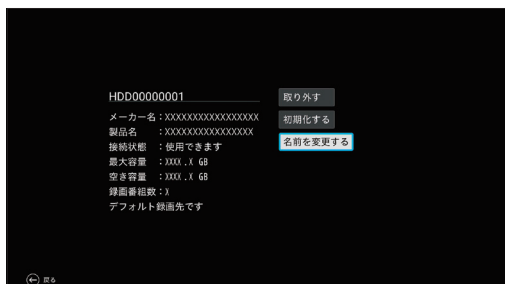 HDD00000001
メーカー名：XXXXXXXXXXXXXXXXX
製品名　：XXXXXXXXXXXXXXXX
接続状態　：使用できます
最大容量　：XXXX.X GB
空き容量　：XXXX.X GB
録画番組数：X
デフォルト録画先です
取り外す
初期化する
名前を変更する
戻る